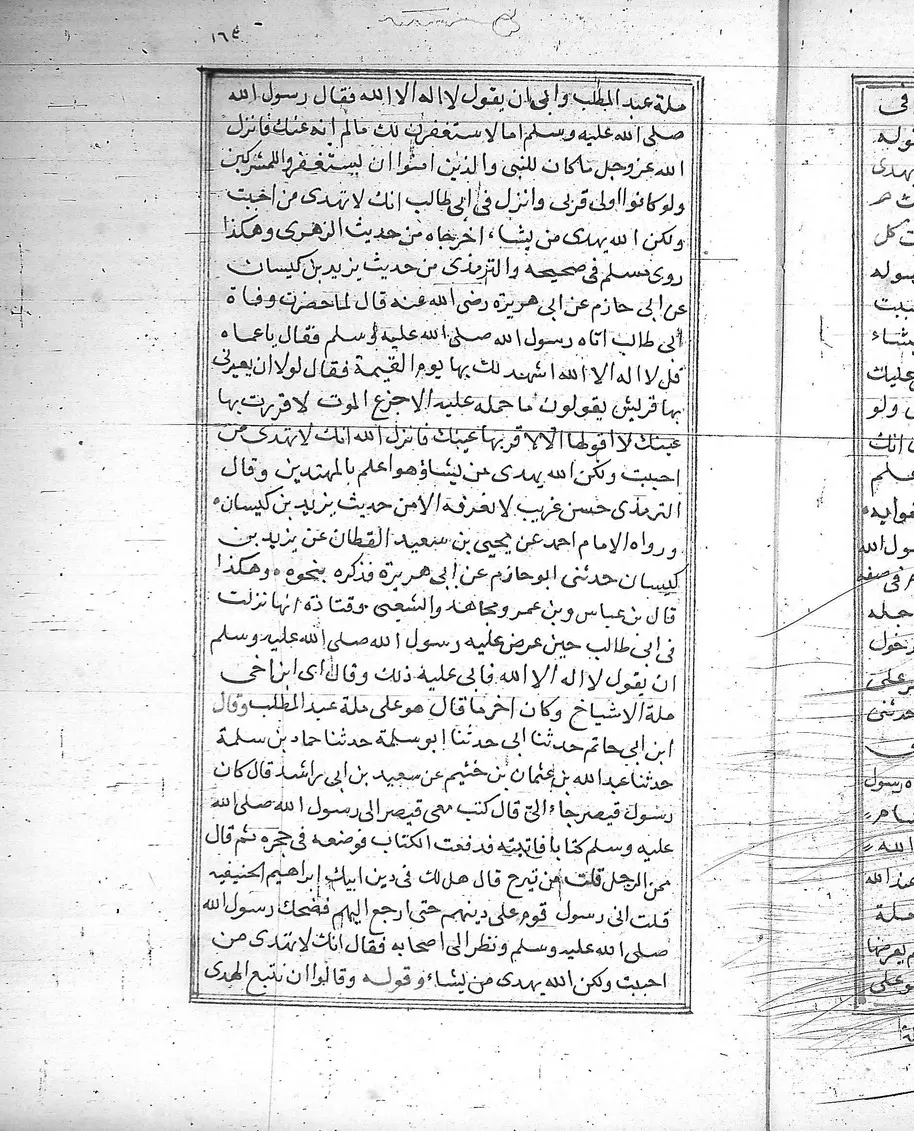 ١٦٤
ملة عبد المطلب وابى ان يقول لا اله الا الله فقال رسول الله
صلى الله عليه وسلم اما لاستغفرن لك مالم انه عنك فانزل
الله عز وجل ماكان للنبى والذين امنوا ان يستغفروا للمشركين
ولو كانوا اولى قربى وانزل فى ابى طالب انك لا تهدى من احببت
ولكن الله يهدى من يشاء اخرجاه من حديث الزهرى وهكذا
روى مسلم فى صحيحه والترمذى من حديث يزيد بن كيسان
عن ابى حازم عن ابى هريرة رضى الله عنه قال لما حضرت وفاة
أبى طالب اتاه رسول الله صلى الله عليه وسلم فقال ياعماه
قل لا اله الا الله اشهد لك بها يوم القيمة فقال لولا ان يعيرنى
بها قريش يقولون ما حمله عليه الا جزع الموت لاقررت بها
عينك لا اقولها الا لاقر بها عينك فانزل الله انك لا تهدى من
احببت ولكن الله يهدى من يشاؤ هو اعلم بالمهتدين وقال
الترمذى حسن غريب لا نعرفه الا من حديث يزيد بن كيسان
ورواه الامام احمد عن يحيى بن سعيد القطان عن يزيد بن
كيسان حدثنى ابو حازم عن ابى هريرة فذكره بنحوه وهكذا
قال بن عباس وبن عمر ومجاهد والشعبى وقتادة انها نزلت
فى ابى طالب حين عرض عليه رسول الله صلى الله عليه وسلم
ان يقول لا اله الا الله فابى عليه ذلك وقال اى ابن اخى
ملة الاشياخ وكان اخر ما قال هو على ملة عبد المطلب وقال
ابن ابى حاتم حدثنا ابى حدثنا ابو سلمة حدثنا حماد بن سلمة
حدثنا عبد الله بن عثمان بن خثيم عن سعيد بن ابى راشد قال كان
رسول قيصر جاء الىّ قال كتب معى قيصر الى رسول الله صلى الله
عليه وسلم كتابا فاتيته فدفعت الكتاب فوضعه فى حجره ثم قال
ممن الرجل قلت من تنوخ قال هل لك فى دين ابيك ابراهيم الحنيفيه
قلت انى رسول قوم على دينهم حتى ارجع اليهم فضحك رسول الله
صلى الله عليه وسلم ونظر الى اصحابه فقال انك لا تهدى من
احببت ولكن الله يهدى من يشاء وقوله وقالوا ان نتبع الهدى